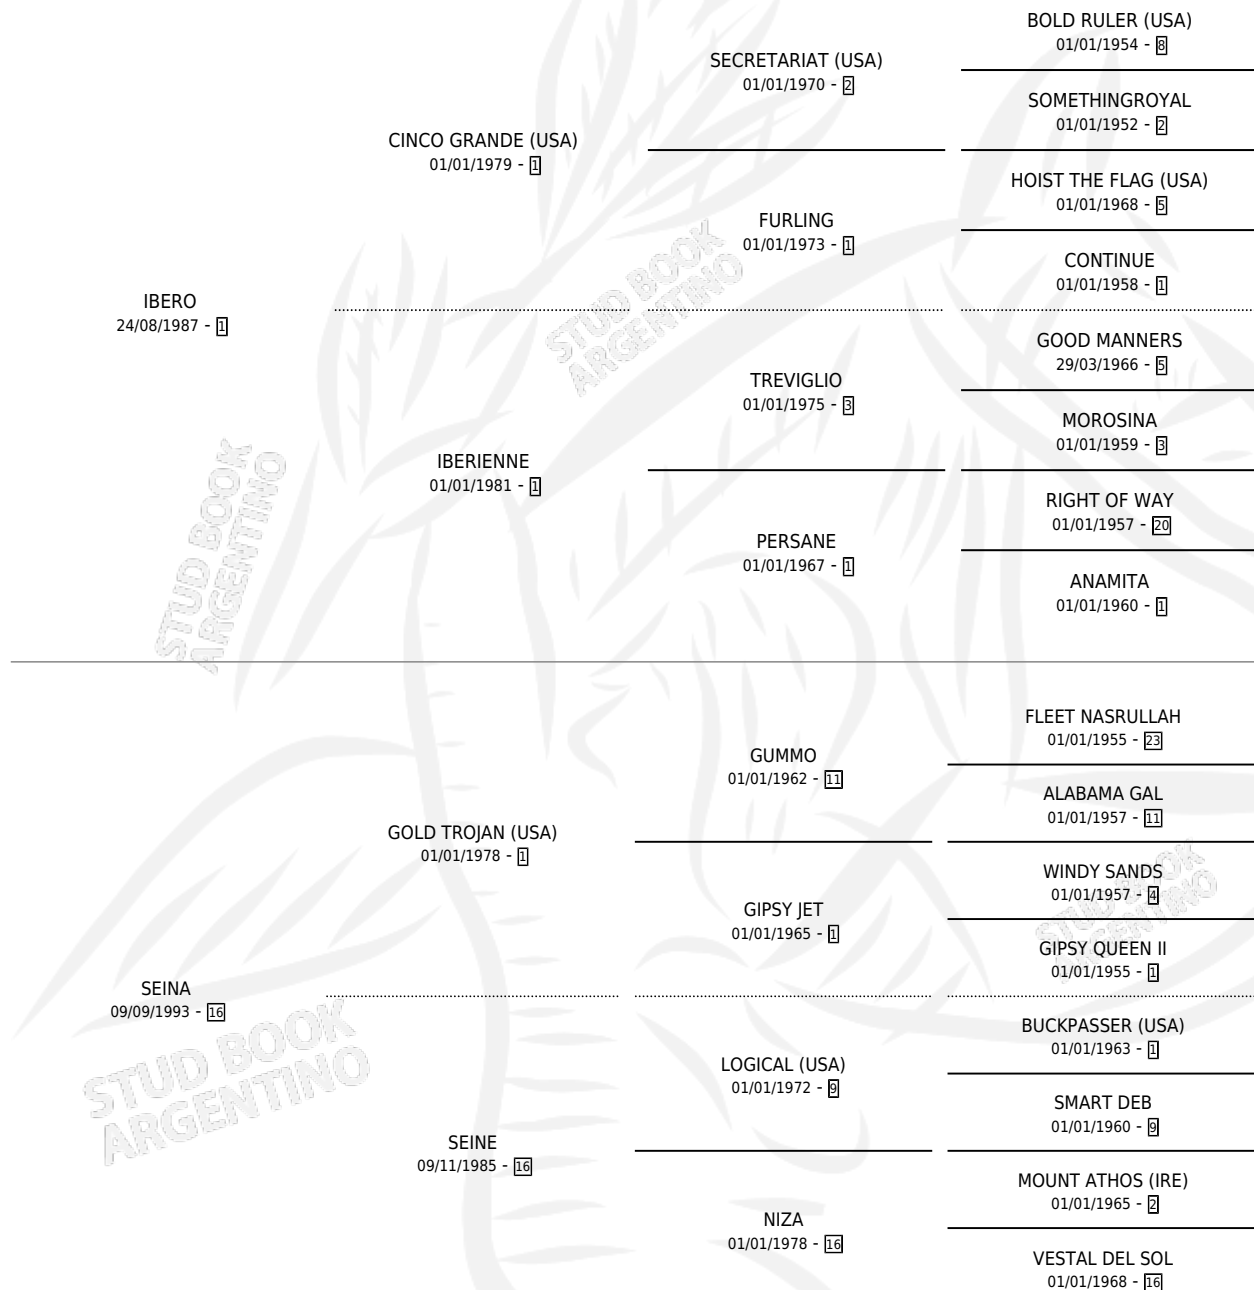 BOLD RULER (USA)
01/01/1954 - 8
SECRETARIAT (USA)
01/01/1970 - 2
SOMETHINGROYAL
01/01/1952 - 2
CINCO GRANDE (USA)
01/01/1979 - 1
HOIST THE FLAG (USA)
01/01/1968 - 5
FURLING
01/01/1973 - 1
CONTINUE
01/01/1958 - 1
IBERO
24/08/1987 - 1
STUD BOOK
ARGENTINO
GOOD MANNERS
29/03/1966 - 5
TREVIGLIO
01/01/1975 - 3
MOROSINA
01/01/1959 - 3
IBERIENNE
01/01/1981 - 1
RIGHT OF WAY
01/01/1957 - 20
PERSANE
01/01/1967 - 1
ANAMITA
01/01/1960 - 1
STUD BOOK
ARGENTINO
FLEET NASRULLAH
01/01/1955 - 23
GUMMO
01/01/1962 - 11
ALABAMA GAL
01/01/1957 - 11
GOLD TROJAN (USA)
01/01/1978 - 1
WINDY SANDS
01/01/1957 - 4
STUD BOOK
ARGENTINO
GIPSY JET
01/01/1965 - 1
GIPSY QUEEN II
01/01/1955 - 1
SEINA
09/09/1993 - 16
STUD BOOK
ARGENTINO
BUCKPASSER (USA)
01/01/1963 - 1
LOGICAL (USA)
01/01/1972 - 9
SMART DEB
01/01/1960 - 9
SEINE
09/11/1985 - 16
MOUNT ATHOS (IRE)
01/01/1965 - 2
NIZA
01/01/1978 - 16
VESTAL DEL SOL
01/01/1968 - 16